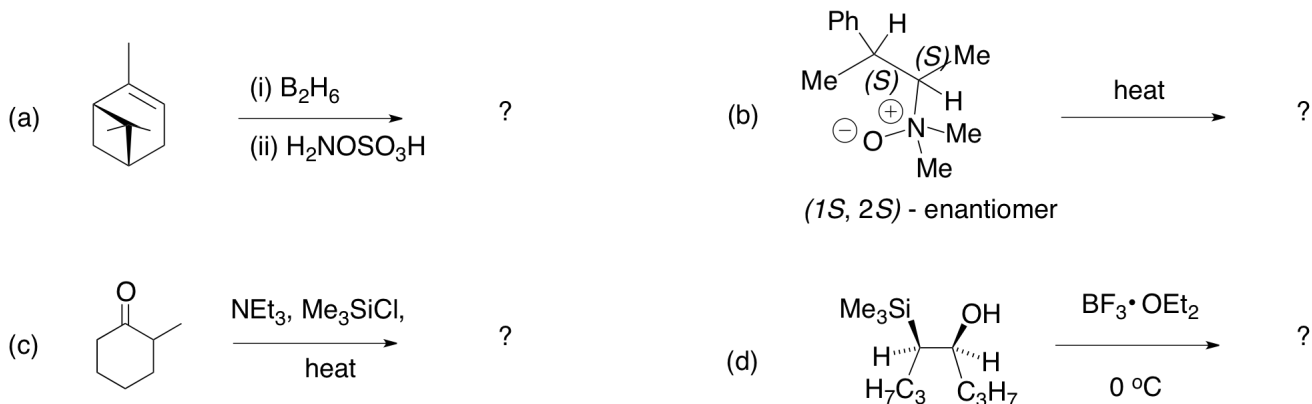 (a)
(i) B₂H₆
(ii) H₂NOSO₃H
?
(b)
Ph
H
Me
(S)
(S)
Me
H
⊕
⊖
O
N
Me
Me
heat
?
(1S, 2S) - enantiomer
(c)
O
NEt₃, Me₃SiCl,
heat
?
(d)
Me₃Si
OH
H
H
H₇C₃
C₃H₇
BF₃• OEt₂
0 ºC
?